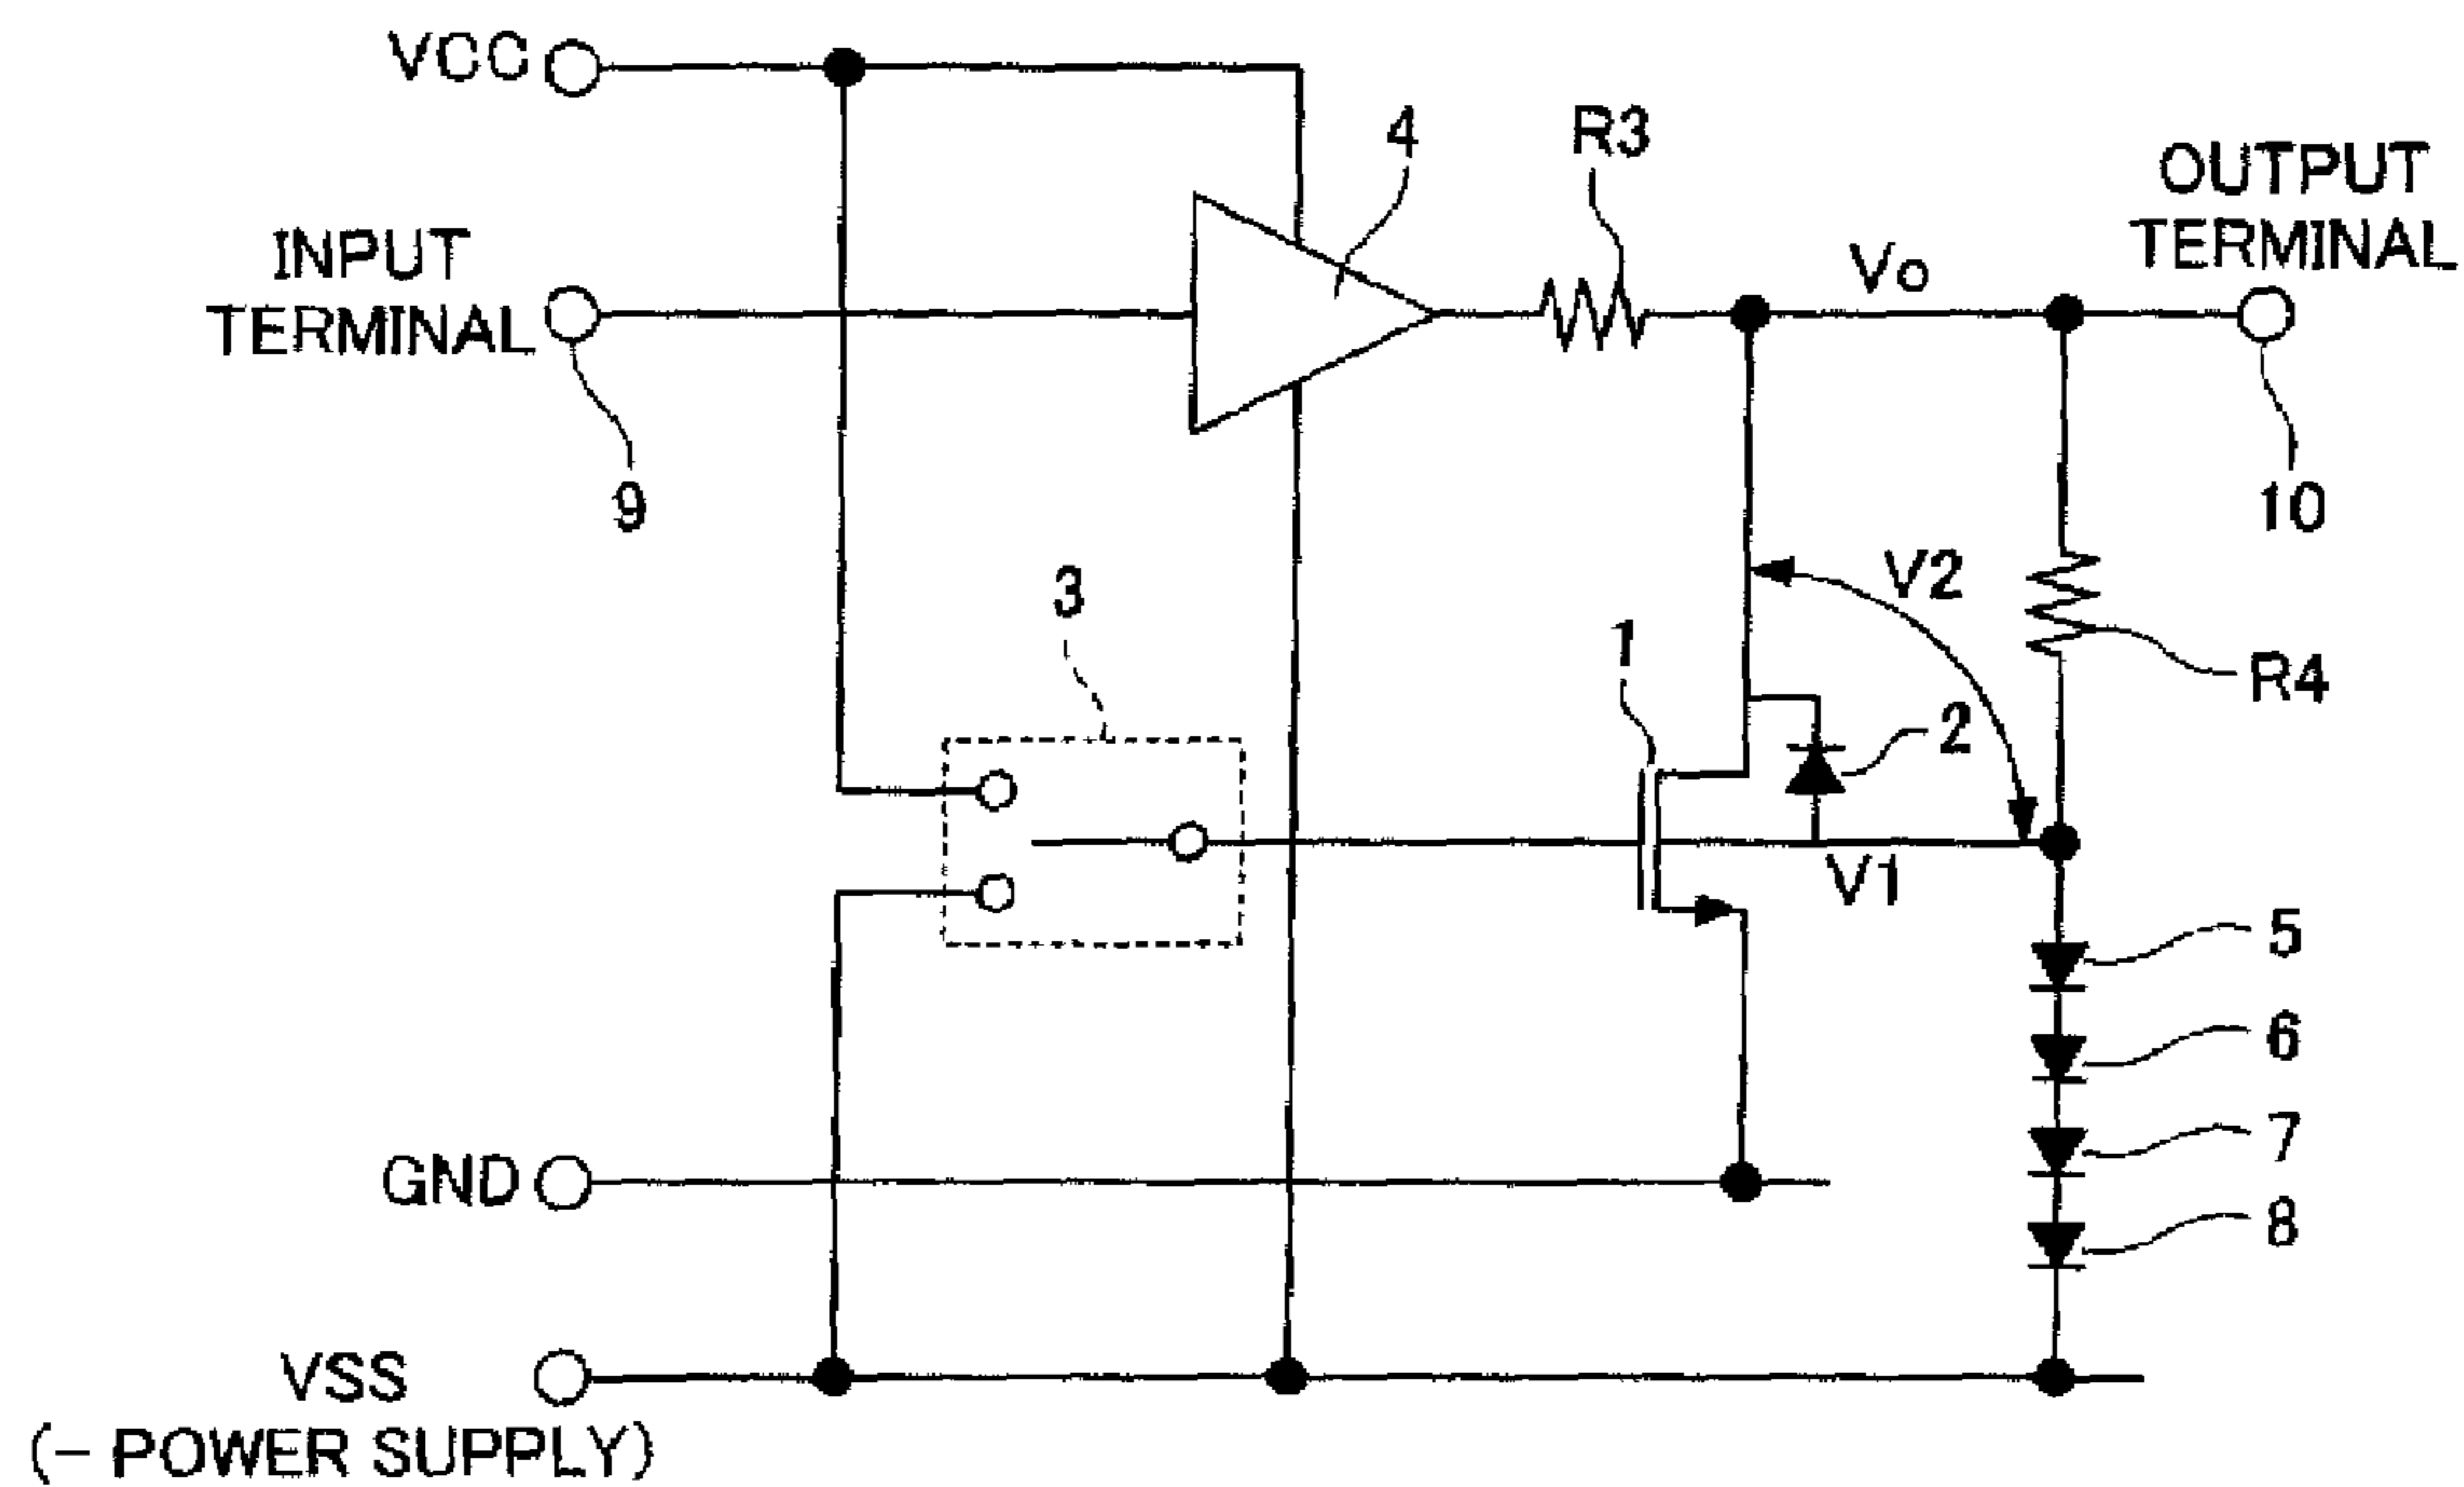 VCC
4
R3
OUTPUT
TERMINAL
INPUT
TERMINAL
Vo
9
10
3
V2
1
R4
2
V1
5
6
7
GND
8
VSS
(− POWER SUPPLY)